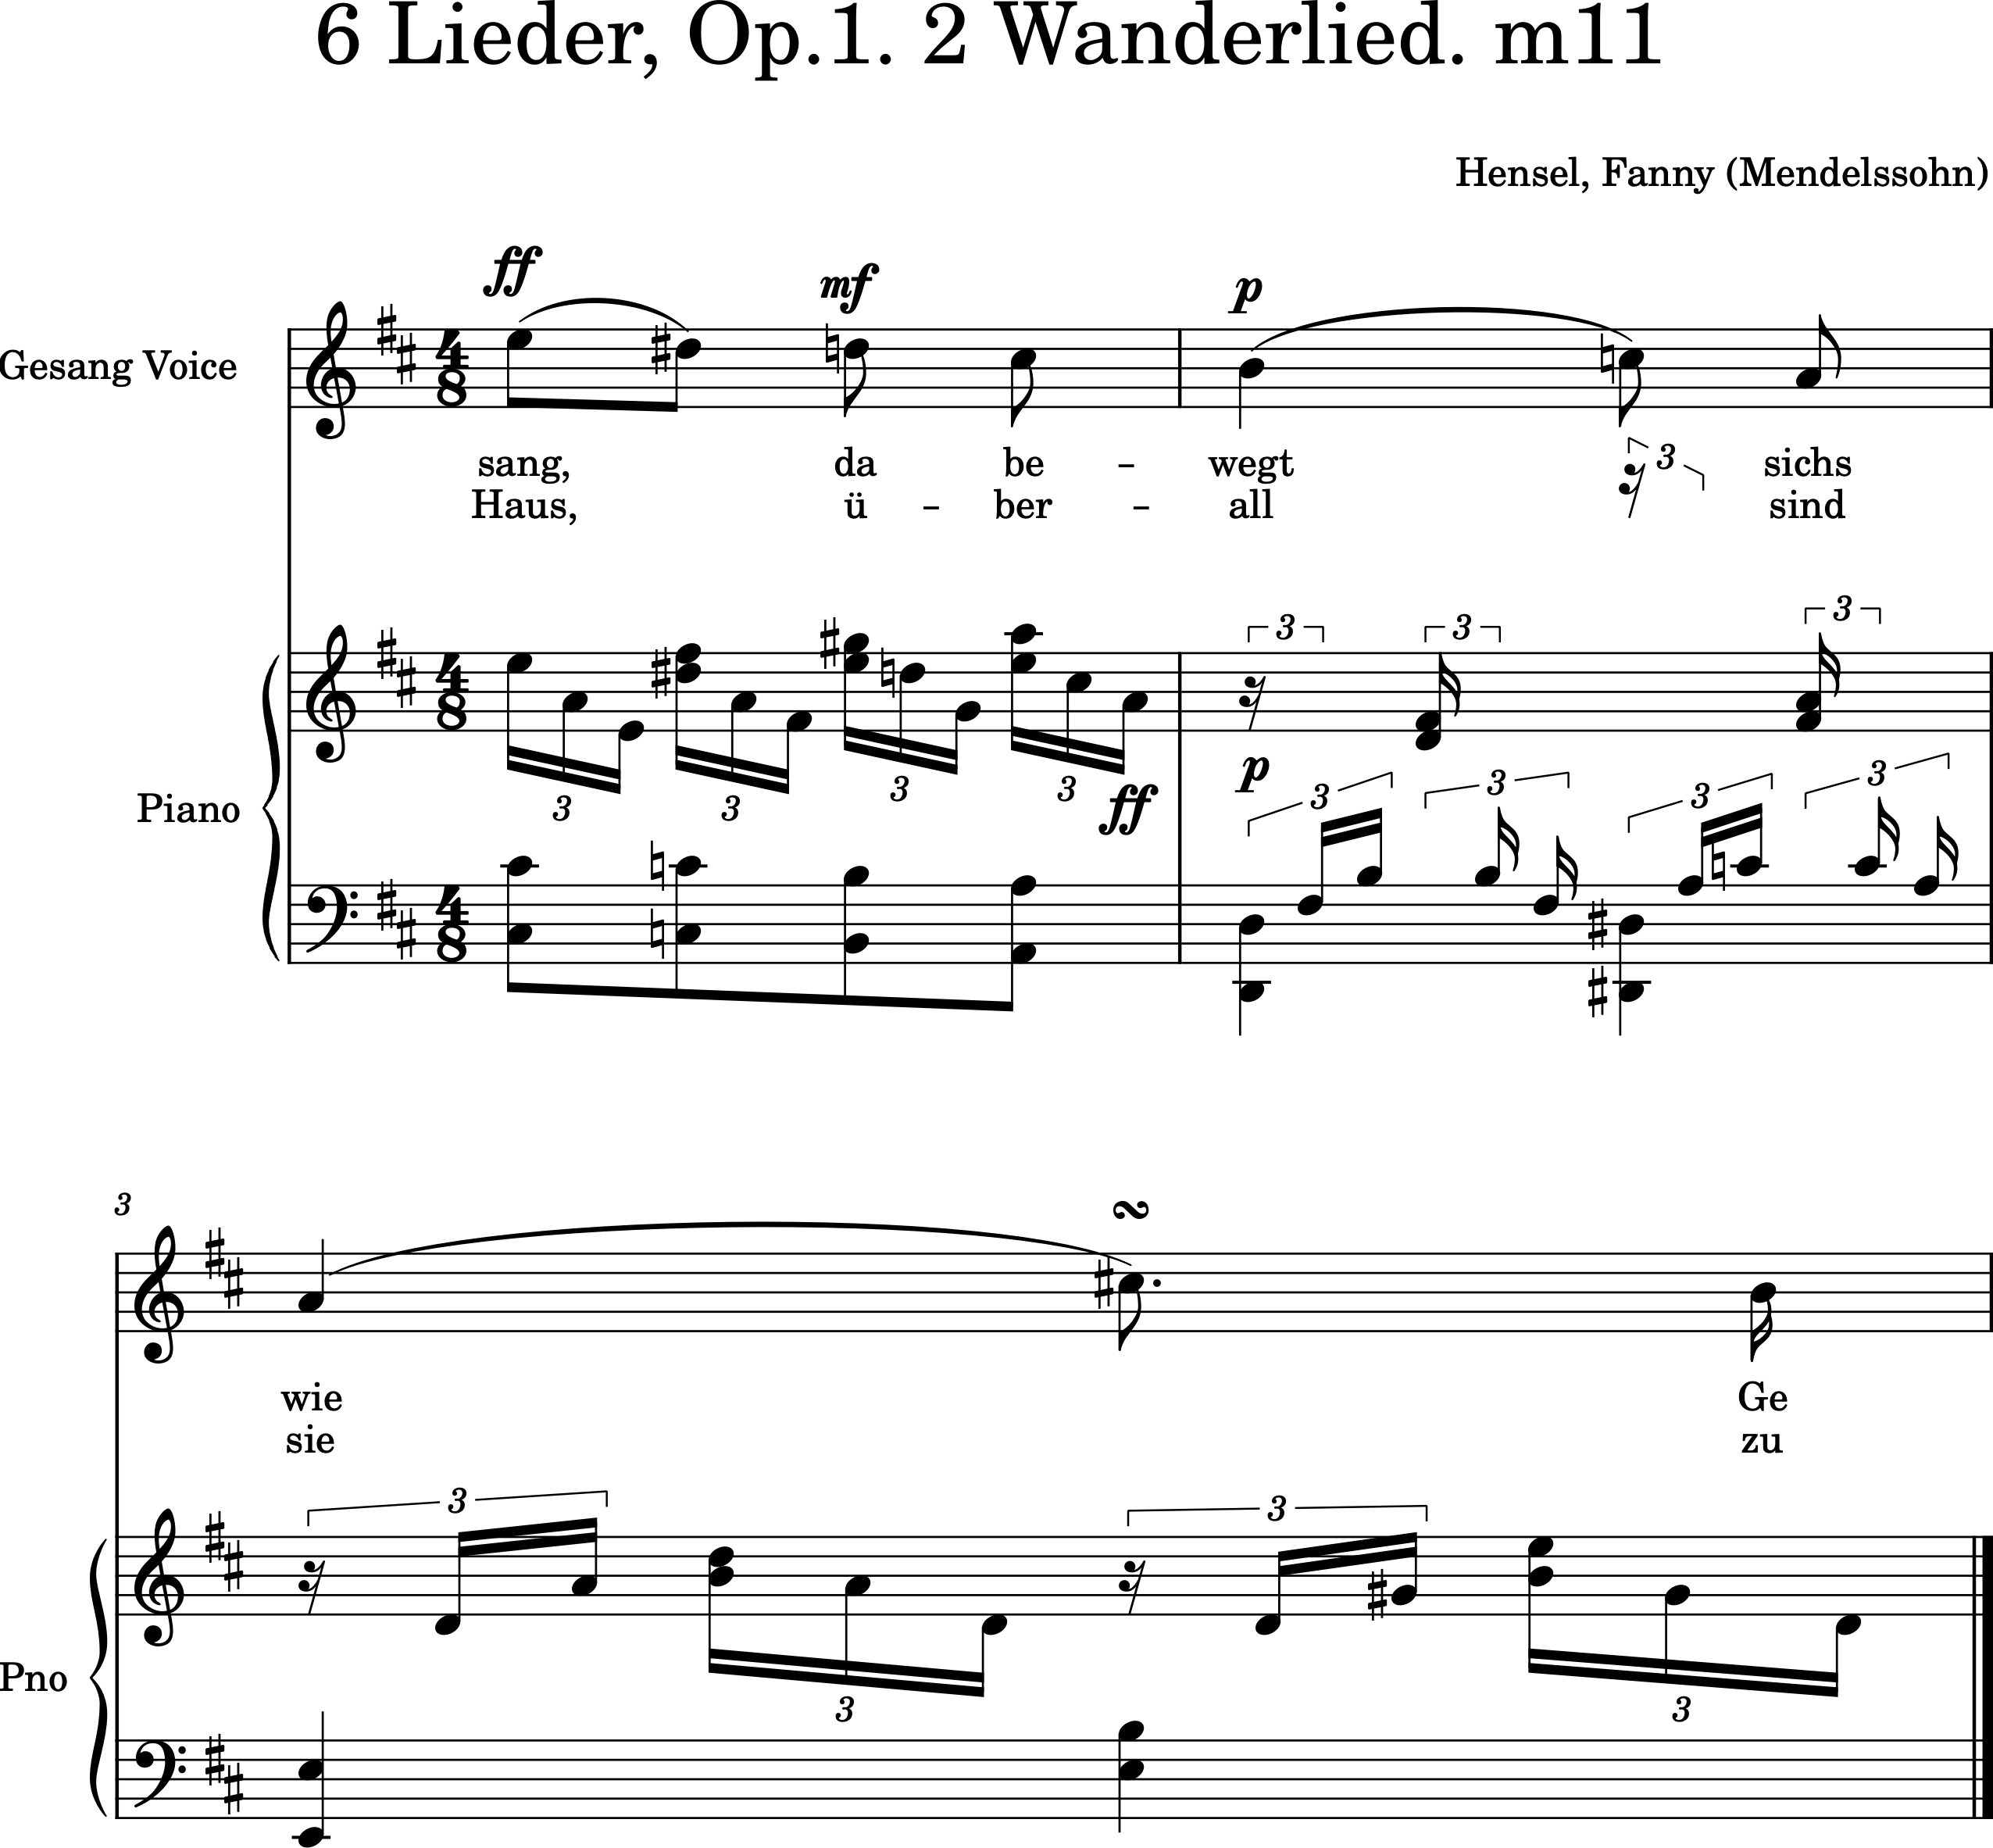 6 Lieder, Op.1. 2 Wanderlied. m11
Hensel, Fanny (Mendelssohn)
ff mf p
Gesang Voice
sang, da be – wegt sichs
Haus, ü – ber – all sind
3
3 3 3
Piano
3 3 3 3 ff p 3 3 3 3
3
wie Ge
sie zu
3 3
Pno
3 3